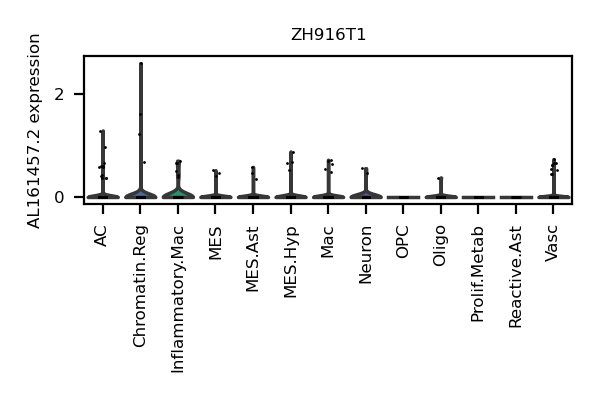 ZH916T1
AL161457.2 expression
2
0
AC
Chromatin.Reg
Inflammatory.Mac
MES
MES.Ast
MES.Hyp
Mac
Neuron
OPC
Oligo
Prolif.Metab
Reactive.Ast
Vasc